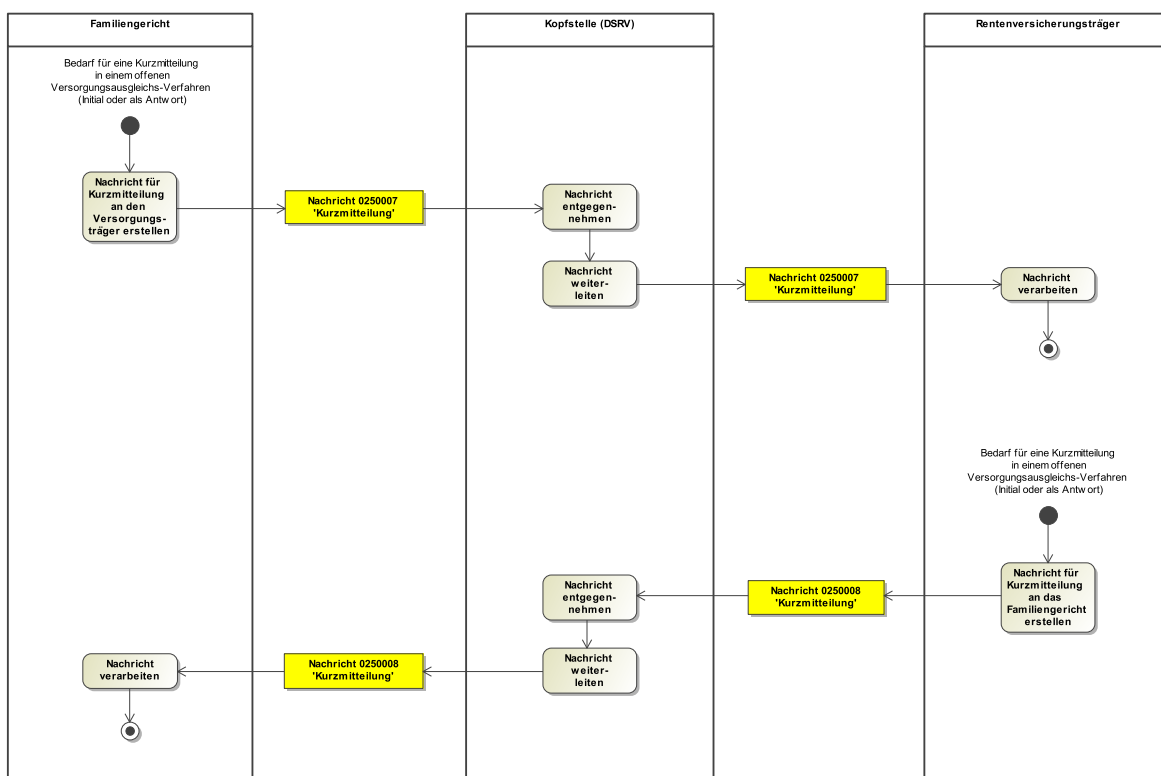 Familiengericht
Kopfstelle (DSRV)
Rentenversicherungsträger
Bedarf für eine Kurzmitteilung
in einem offenen
Versorgungsausgleichs-Verfahren
(Initial oder als Antwort)
Nachricht für
Kurzmitteilung
an den
Versorgungs-
träger erstellen
Nachricht 0250007
'Kurzmitteilung'
Nachricht
entgegen-
nehmen
Nachricht
weiter-
leiten
Nachricht 0250007
'Kurzmitteilung'
Nachricht
verarbeiten
Bedarf für eine Kurzmitteilung
in einem offenen
Versorgungsausgleichs-Verfahren
(Initial oder als Antwort)
Nachricht für
Kurzmitteilung
an das
Familiengericht
erstellen
Nachricht 0250008
'Kurzmitteilung'
Nachricht
entgegen-
nehmen
Nachricht
weiter-
leiten
Nachricht 0250008
'Kurzmitteilung'
Nachricht
verarbeiten